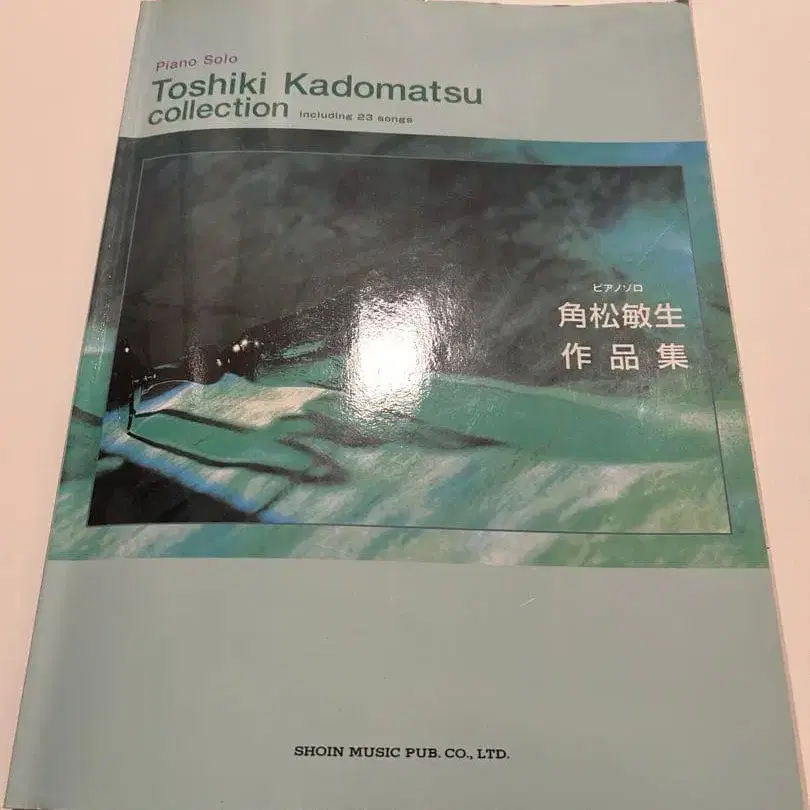 Piano Solo
Toshiki Kadomatsu
collection including 23 songs
ピアノソロ
角松敏生
作品集
SHOIN MUSIC PUB. CO., LTD.